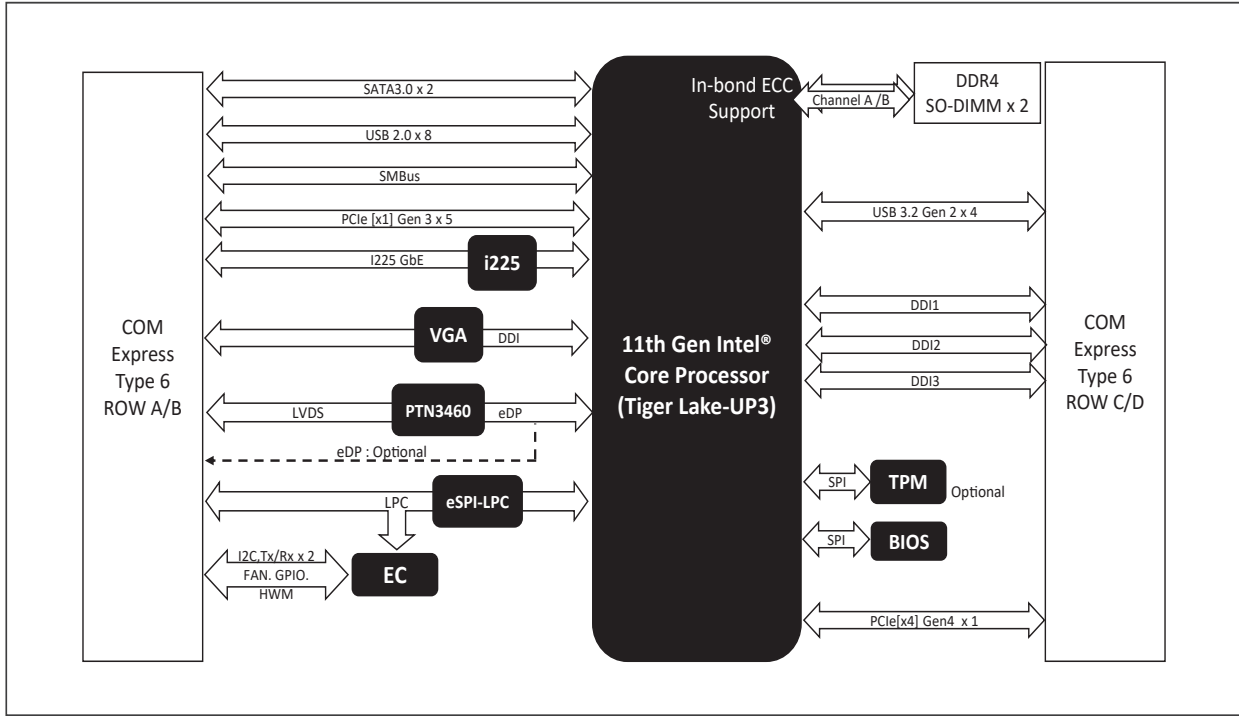 COM
Express
Type 6
ROW A/B
SATA3.0 x 2
USB 2.0 x 8
SMBus
PCIe [x1] Gen 3 x 5
I225 GbE
i225
VGA
DDI
LVDS
PTN3460
eDP
eDP : Optional
LPC
eSPI-LPC
I2C,Tx/Rx x 2
FAN. GPIO.
HWM
EC
In-bond ECC
Support
11th Gen Intel®
Core Processor
(Tiger Lake-UP3)
Channel A /B
DDR4
SO-DIMM x 2
USB 3.2 Gen 2 x 4
DDI1
DDI2
DDI3
SPI
TPM
Optional
SPI
BIOS
PCIe[x4] Gen4 x 1
COM
Express
Type 6
ROW C/D